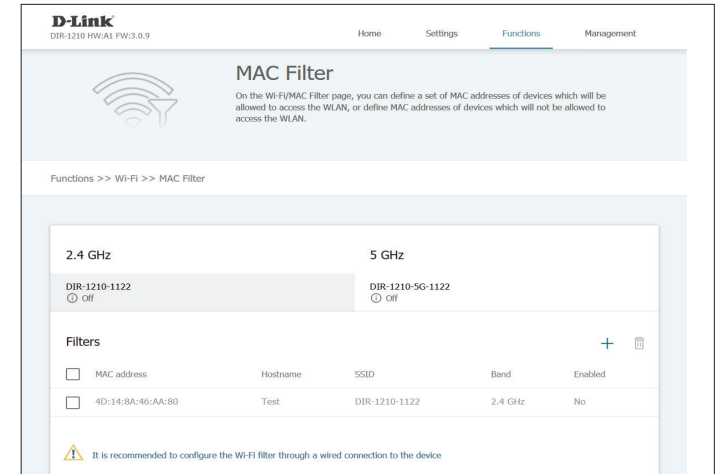 D-Link
DIR-1210 HW:A1 FW:3.0.9
Home Settings Functions Management
MAC Filter
On the Wi-Fi/MAC Filter page, you can define a set of MAC addresses of devices which will be
allowed to access the WLAN, or define MAC addresses of devices which will not be allowed to
access the WLAN.
Functions >> Wi-Fi >> MAC Filter
2.4 GHz 5 GHz
DIR-1210-1122 DIR-1210-5G-1122
Off Off
Filters
MAC address Hostname SSID Band Enabled
4D:14:8A:46:AA:80 Test DIR-1210-1122 2.4 GHz No
It is recommended to configure the Wi-Fi filter through a wired connection to the device